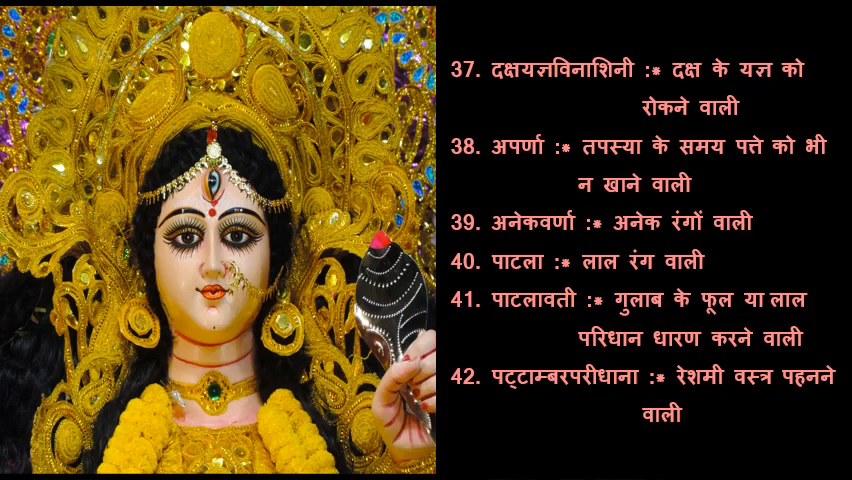 37. दक्षयज्ञविनाशिनी :* दक्ष के यज्ञ को
रोकने वाली
38. अपर्णा :* तपस्या के समय पत्ते को भी
न खाने वाली
39. अनेकवर्णा :* अनेक रंगों वाली
40. पाटला :* लाल रंग वाली
41. पाटलावती :* गुलाब के फूल या लाल
परिधान धारण करने वाली
42. पट्टाम्बरपरीधाना :* रेशमी वस्त्र पहनने
वाली